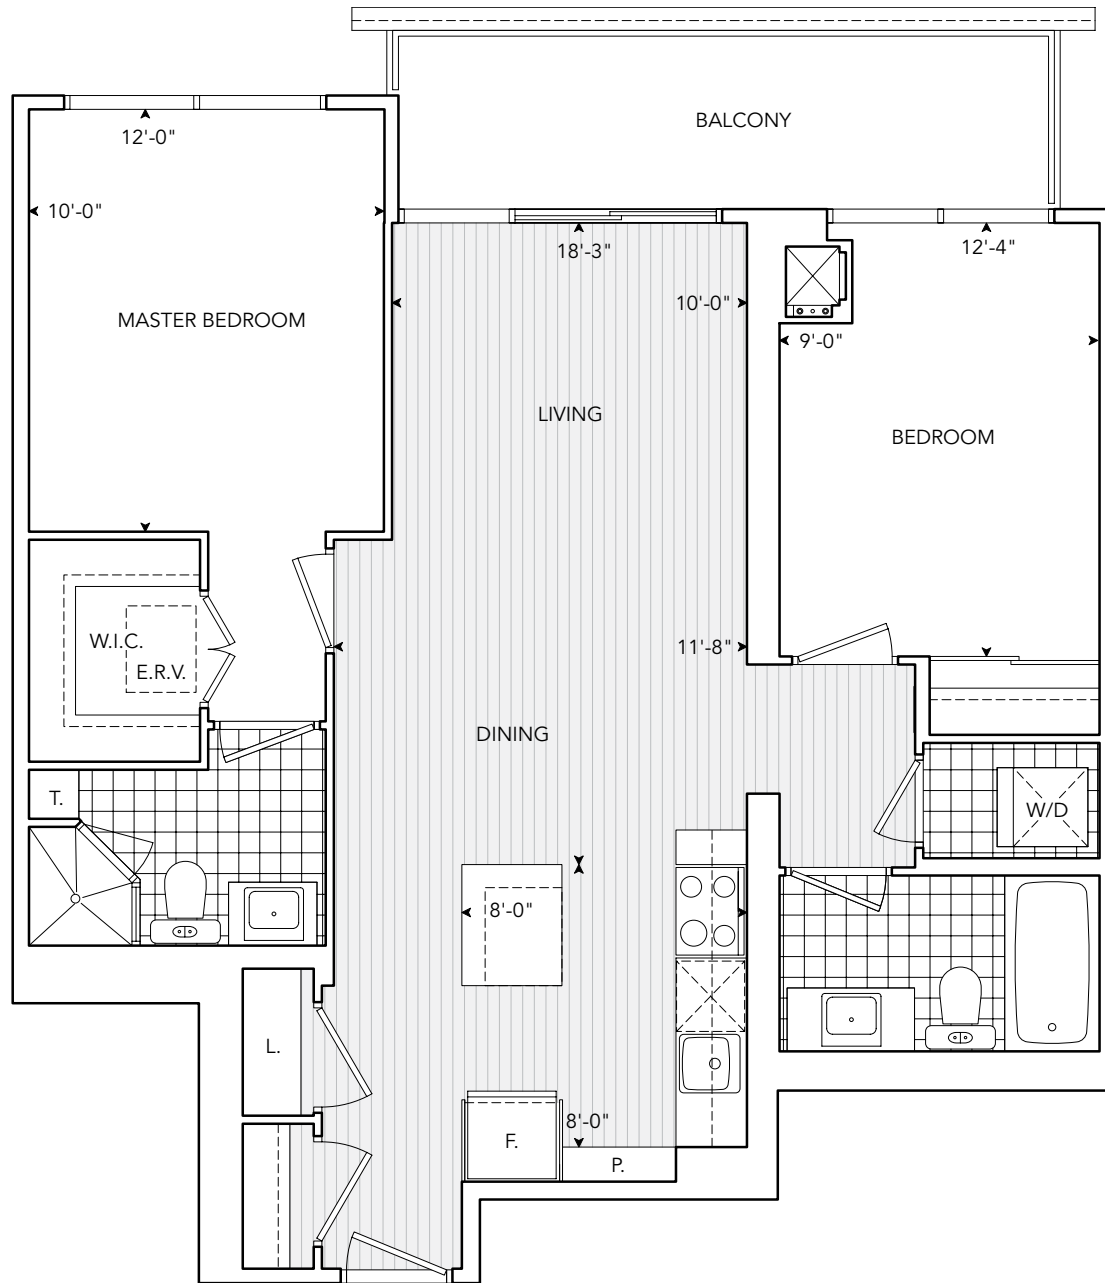 BALCONY
12'-0"
10'-0"
18'-3"
12'-4"
10'-0"
MASTER BEDROOM
9'-0"
LIVING
BEDROOM
W.I.C.
11'-8"
E.R.V.
DINING
T.
W/D
8'-0"
L.
8'-0"
F.
P.